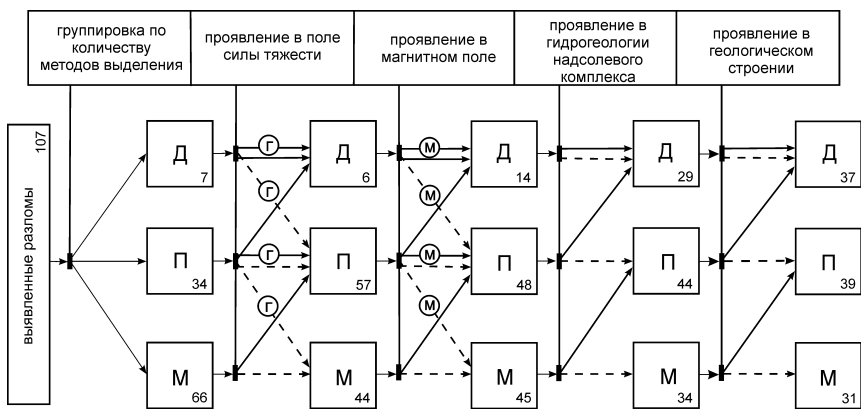 группировка по
количеству
методов выделения
проявление в поле
силы тяжести
проявление в
магнитном поле
проявление в
гидрогеологии
надсолевого
комплекса
проявление в
геологическом
строении
выявленные разломы
107
Д
7
г
Д
6
м
Д
14
Д
29
Д
37
г
м
П
34
г
П
57
м
П
48
П
44
П
39
г
м
М
66
М
44
М
45
М
34
М
31